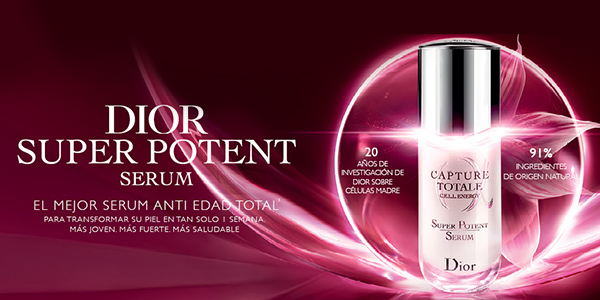 DIOR
SUPER POTENT
SERUM
EL MEJOR SERUM ANTI EDAD TOTAL*
PARA TRANSFORMAR SU PIEL EN TAN SOLO 1 SEMANA.
MÁS JOVEN. MÁS FUERTE. MÁS SALUDABLE
20
AÑOS DE
INVESTIGACIÓN DE
DIOR SOBRE
CÉLULAS MADRE
CAPTURE
TOTALE
CELL ENERGY
SUPER POTENT
SERUM
Dior
91%
INGREDIENTES
DE ORIGEN NATURAL